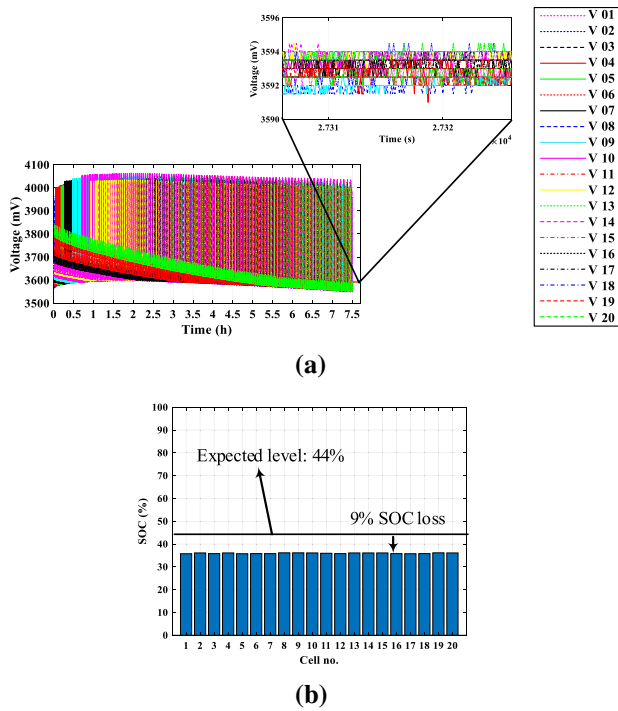 (a)
3596
3594
3592
3590
Voltage (mV)
2.731
2.732
Time (s)
×10⁴
4100
4000
3900
3800
3700
3600
3500
Voltage (mV)
0 0.5 1 1.5 2 2.5 3 3.5 4 4.5 5 5.5 6 6.5 7 7.5
Time (h)
V 01
V 02
V 03
V 04
V 05
V 06
V 07
V 08
V 09
V 10
V 11
V 12
V 13
V 14
V 15
V 16
V 17
V 18
V 19
V 20
(a)
100
90
80
70
60
50
40
30
20
10
0
SOC (%)
Expected level: 44%
9% SOC loss
1 2 3 4 5 6 7 8 9 10 11 12 13 14 15 16 17 18 19 20
Cell no.
(b)